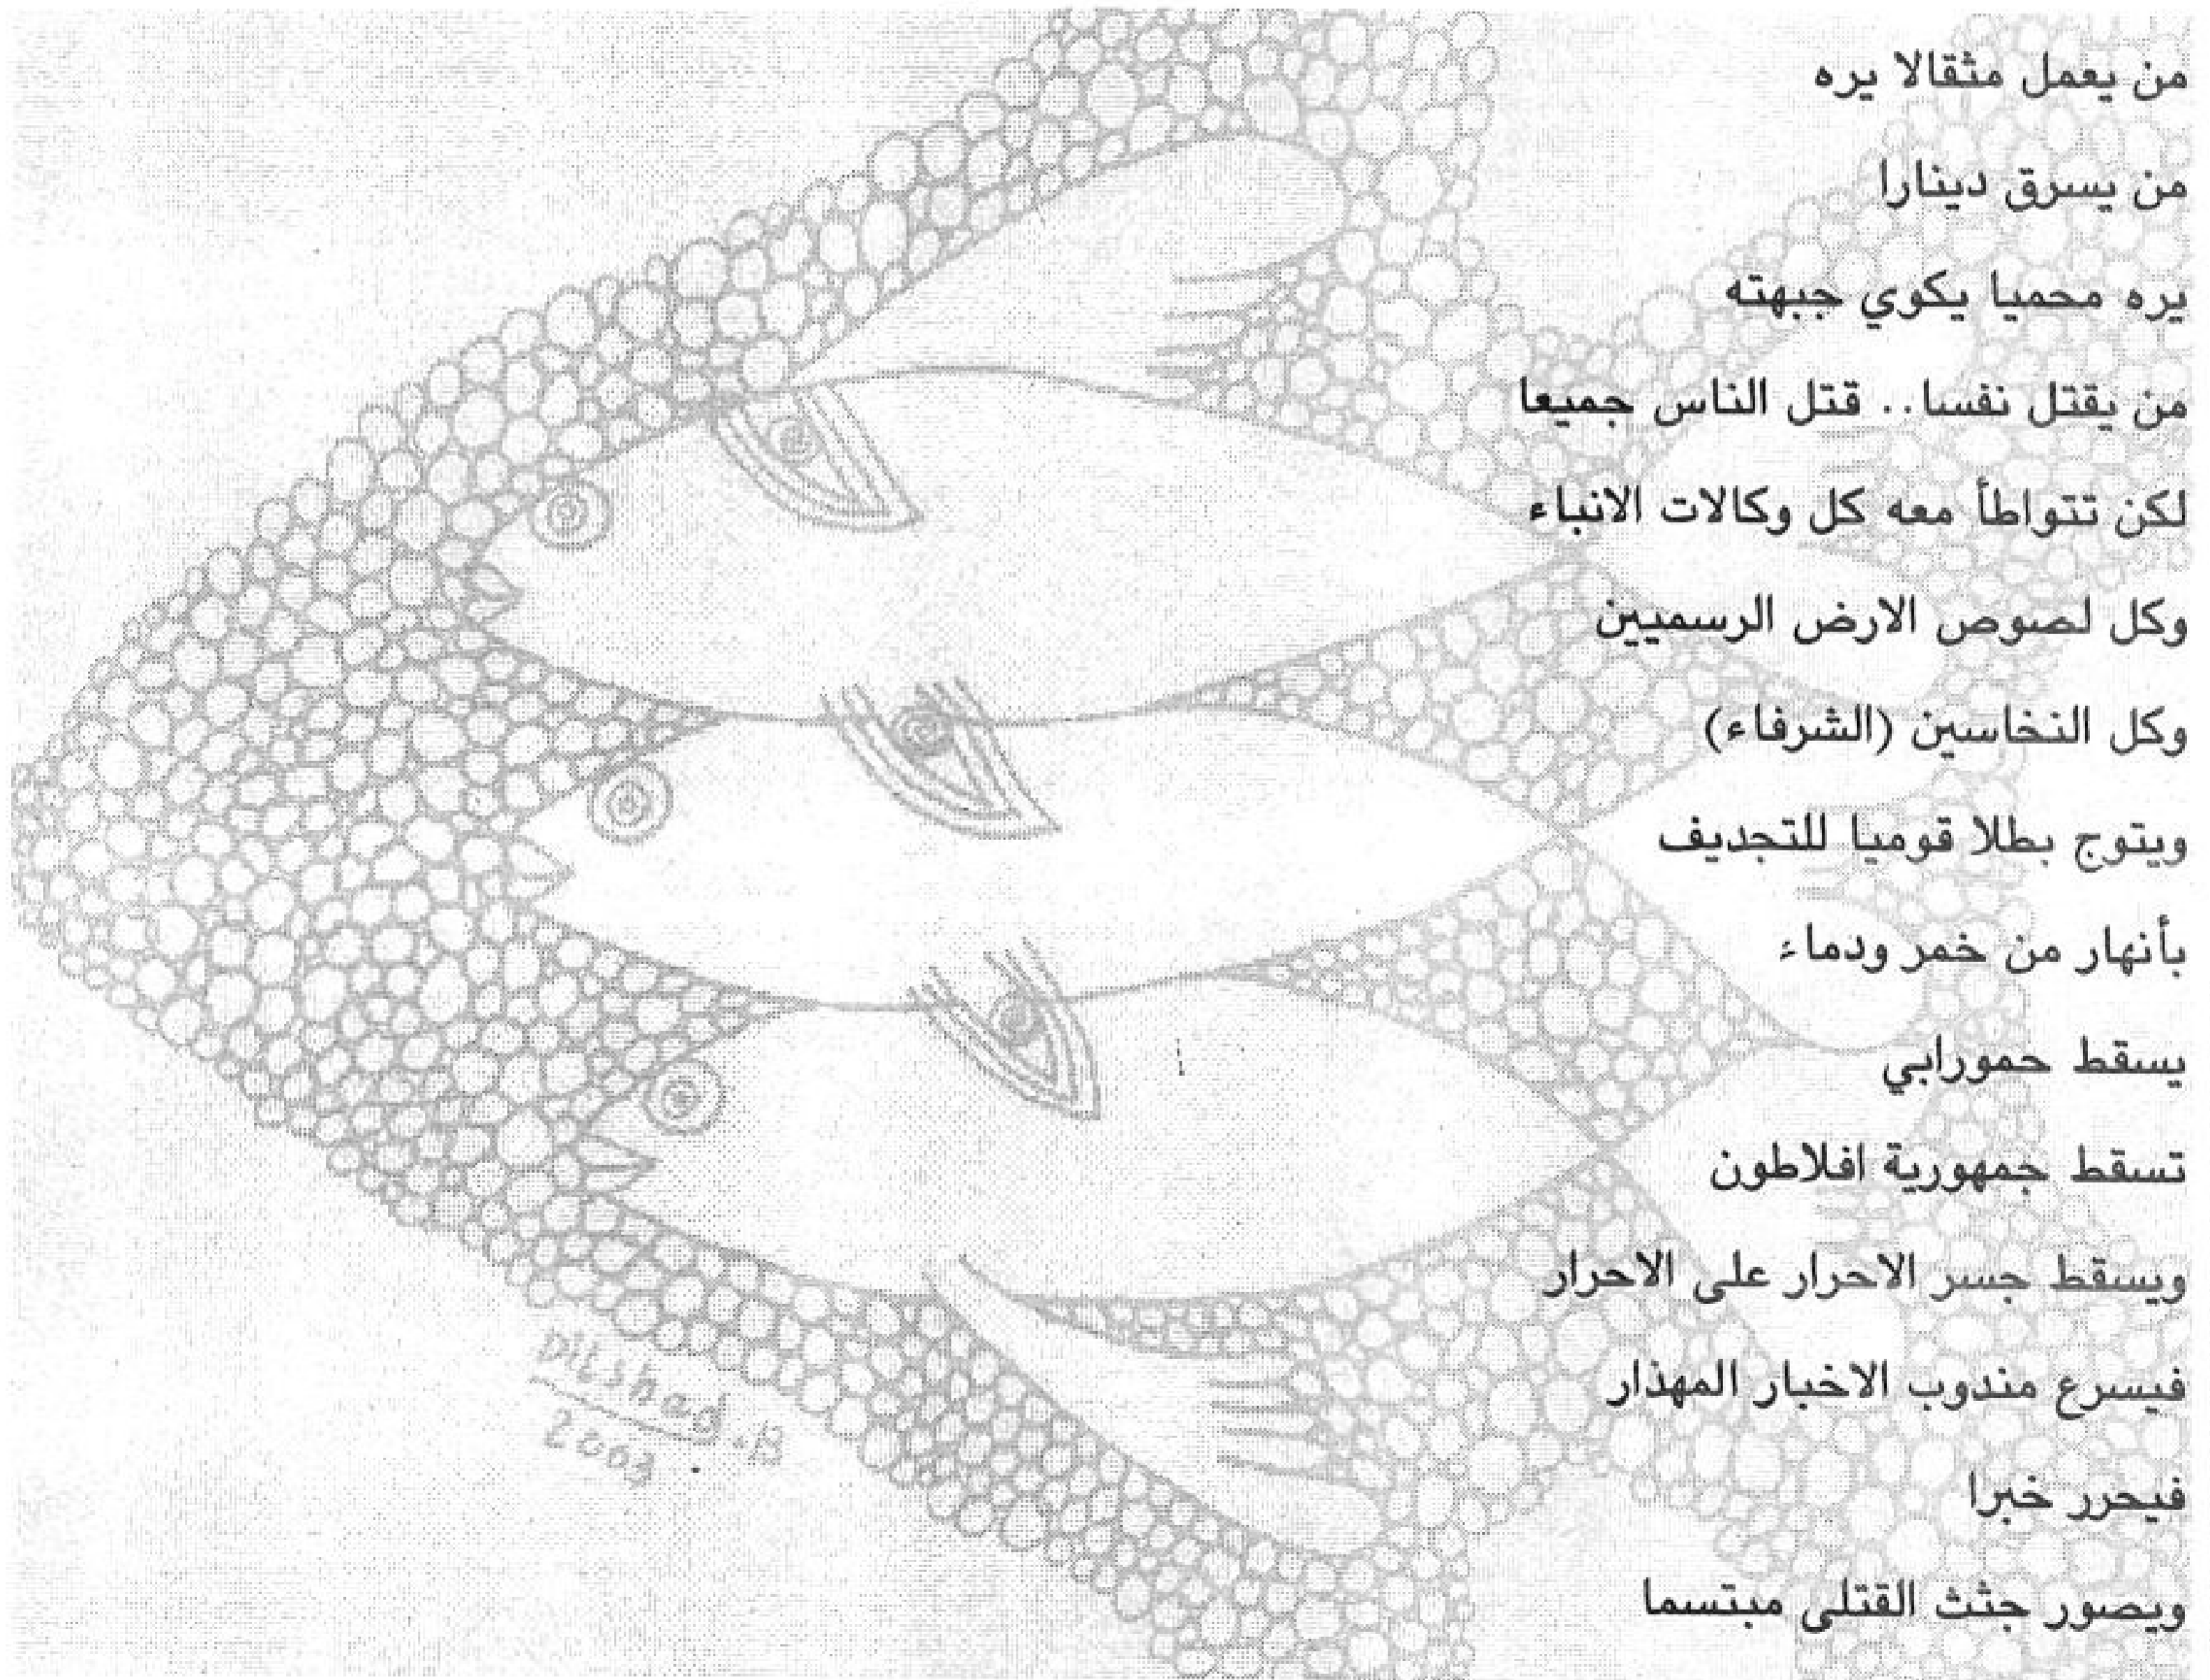 من يعمل مثقالا يره
من يسرق دينارا
يره محميا يكوي جبهته
من يقتل نفسا.. قتل الناس جميعا
لكن تتواطأ معه كل وكالات الانباء
وكل لصوص الارض الرسميين
وكل النخاسين (الشرفاء)
ويتوج بطلا قوميا للتجديف
بأنهار من خمر ودماء
يسقط حمورابي
تسقط جمهورية افلاطون
ويسقط جسر الاحرار على الاحرار
فيسرع مندوب الاخبار المهذار
فيحرر خبرا
ويصور جثث القتلى مبتسما
Dilshad.B
2003